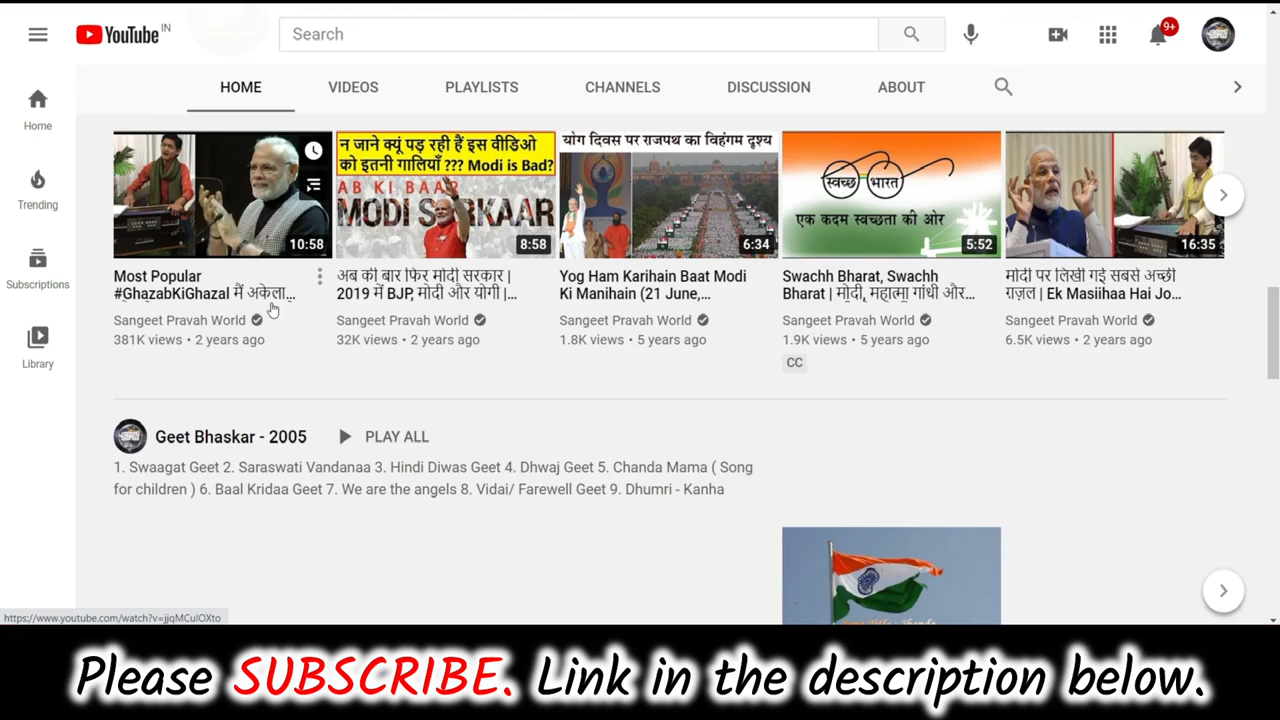 YouTube IN
Search
9+
HOME VIDEOS PLAYLISTS CHANNELS DISCUSSION ABOUT
Home
Trending
Subscriptions
Library
10:58
न जाने क्यूं पड़ रही हैं इस वीडिओ
को इतनी गालियाँ ??? Modi is Bad?
AB KI BAAR
MODI SARKAAR
8:58
योग दिवस पर राजपथ का विहंगम दृश्य
6:34
स्वच्छ भारत
एक कदम स्वच्छता की ओर
5:52
16:35
Most Popular
#GhazabKiGhazal मैं अकेला...
Sangeet Pravah World
381K views • 2 years ago
अब की बार फिर मोदी सरकार |
2019 में BJP, मोदी और योगी |...
Sangeet Pravah World
32K views • 2 years ago
Yog Ham Karihain Baat Modi
Ki Manihain (21 June,...
Sangeet Pravah World
1.8K views • 5 years ago
Swachh Bharat, Swachh
Bharat | मोदी, महात्मा गांधी और...
Sangeet Pravah World
1.9K views • 5 years ago
CC
मोदी पर लिखी गई सबसे अच्छी
ग़ज़ल | Ek Masiihaa Hai Jo...
Sangeet Pravah World
6.5K views • 2 years ago
Geet Bhaskar - 2005 PLAY ALL
1. Swaagat Geet 2. Saraswati Vandanaa 3. Hindi Diwas Geet 4. Dhwaj Geet 5. Chanda Mama ( Song
for children ) 6. Baal Kridaa Geet 7. We are the angels 8. Vidai/ Farewell Geet 9. Dhumri - Kanha
https://www.youtube.com/watch?v=jjqMCuIOXto
Please SUBSCRIBE. Link in the description below.